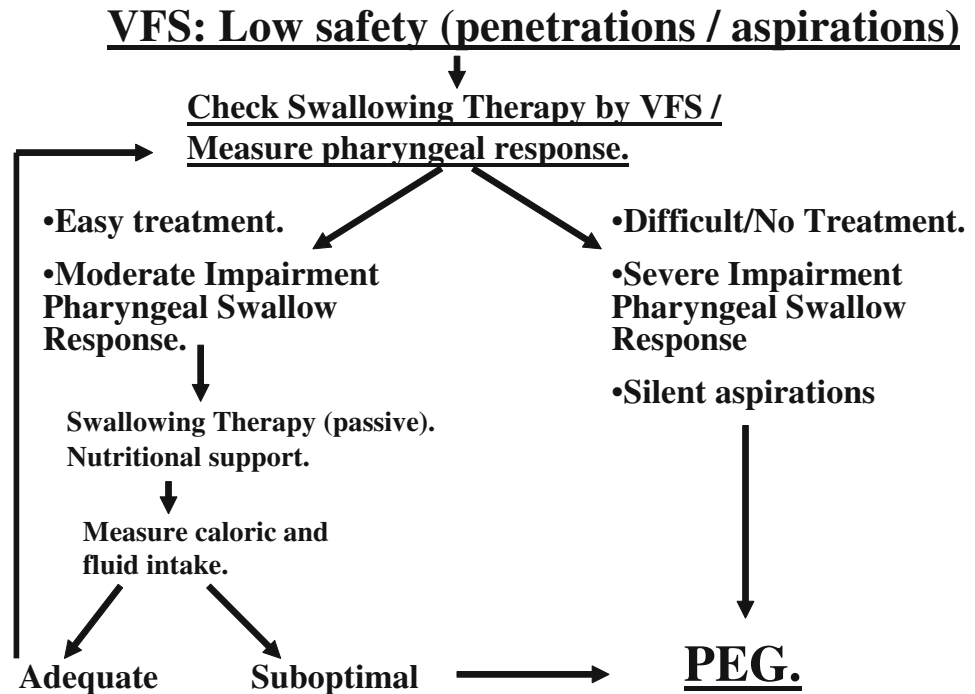 VFS: Low safety (penetrations / aspirations)
Check Swallowing Therapy by VFS /
Measure pharyngeal response.
•Easy treatment.
•Moderate Impairment
Pharyngeal Swallow
Response.
Swallowing Therapy (passive).
Nutritional support.
Measure caloric and
fluid intake.
Adequate
Suboptimal
•Difficult/No Treatment.
•Severe Impairment
Pharyngeal Swallow
Response
•Silent aspirations
PEG.